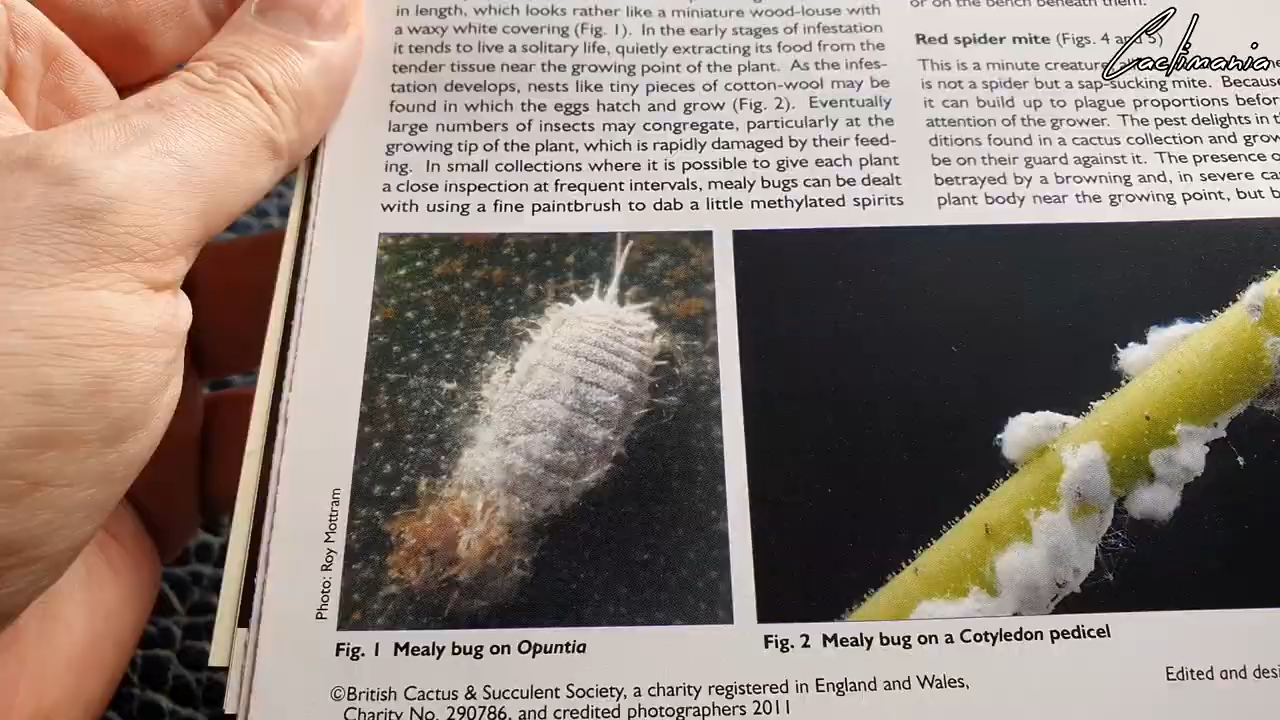 in length, which looks rather like a miniature wood-louse with
a waxy white covering (Fig. 1). In the early stages of infestation
it tends to live a solitary life, quietly extracting its food from the
tender tissue near the growing point of the plant. As the infes-
tation develops, nests like tiny pieces of cotton-wool may be
found in which the eggs hatch and grow (Fig. 2). Eventually
large numbers of insects may congregate, particularly at the
growing tip of the plant, which is rapidly damaged by their feed-
ing. In small collections where it is possible to give each plant
a close inspection at frequent intervals, mealy bugs can be dealt
with using a fine paintbrush to dab a little methylated spirits
or on the bench beneath them.
Red spider mite (Figs. 4 and 5)
This is a minute creature
is not a spider but a sap-sucking mite. Because
it can build up to plague proportions
attention of the grower. The pest delights in
ditions found in a cactus collection and
be on their guard against it. The presence
betrayed by a browning and, in severe
plant body near the growing point, but
Cactimania
Photo: Roy Mottram
Fig. 1 Mealy bug on Opuntia
Fig. 2 Mealy bug on a Cotyledon pedicel
©British Cactus & Succulent Society, a charity registered in England and Wales,
Charity No. 290786, and credited photographers 2011
Edited and